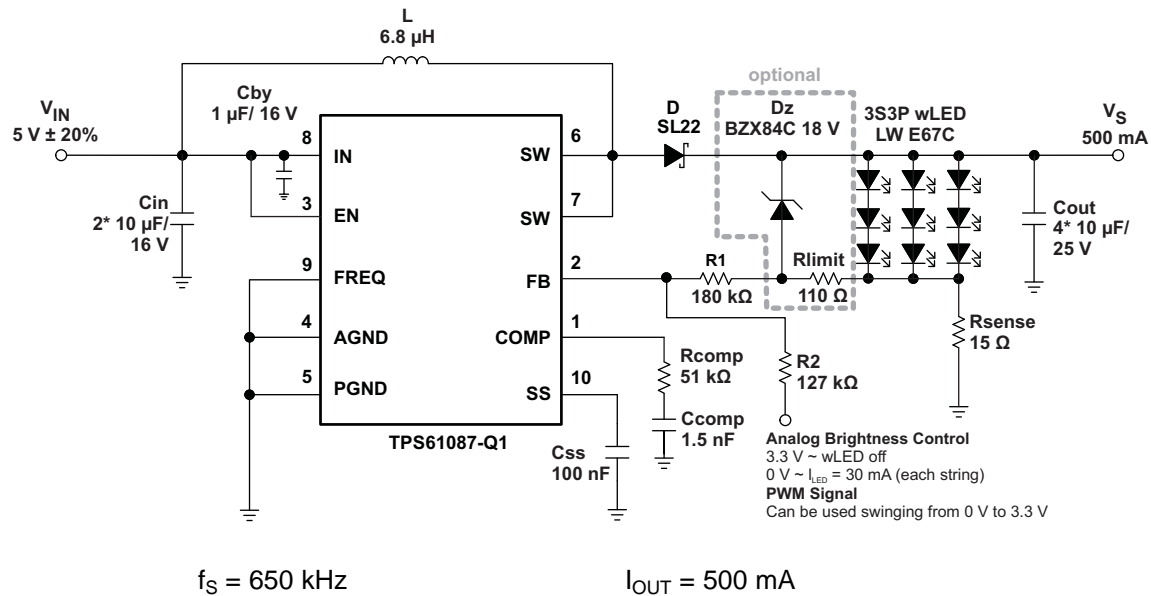 L
6.8 µH
optional
V_IN
5 V ± 20%
Cby
1 µF/ 16 V
D
SL22
Dz
BZX84C 18 V
3S3P wLED
LW E67C
V_S
500 mA
8
IN
6
SW
3
EN
7
SW
Cin
2* 10 µF/
16 V
Cout
4* 10 µF/
25 V
9
FREQ
2
FB
R1
180 kΩ
Rlimit
110 Ω
4
AGND
1
COMP
Rsense
15 Ω
Rcomp
51 kΩ
R2
127 kΩ
5
PGND
10
SS
Ccomp
1.5 nF
TPS61087-Q1
Css
100 nF
Analog Brightness Control
3.3 V ~ wLED off
0 V ~ I_LED = 30 mA (each string)
PWM Signal
Can be used swinging from 0 V to 3.3 V
f_S = 650 kHz
I_OUT = 500 mA